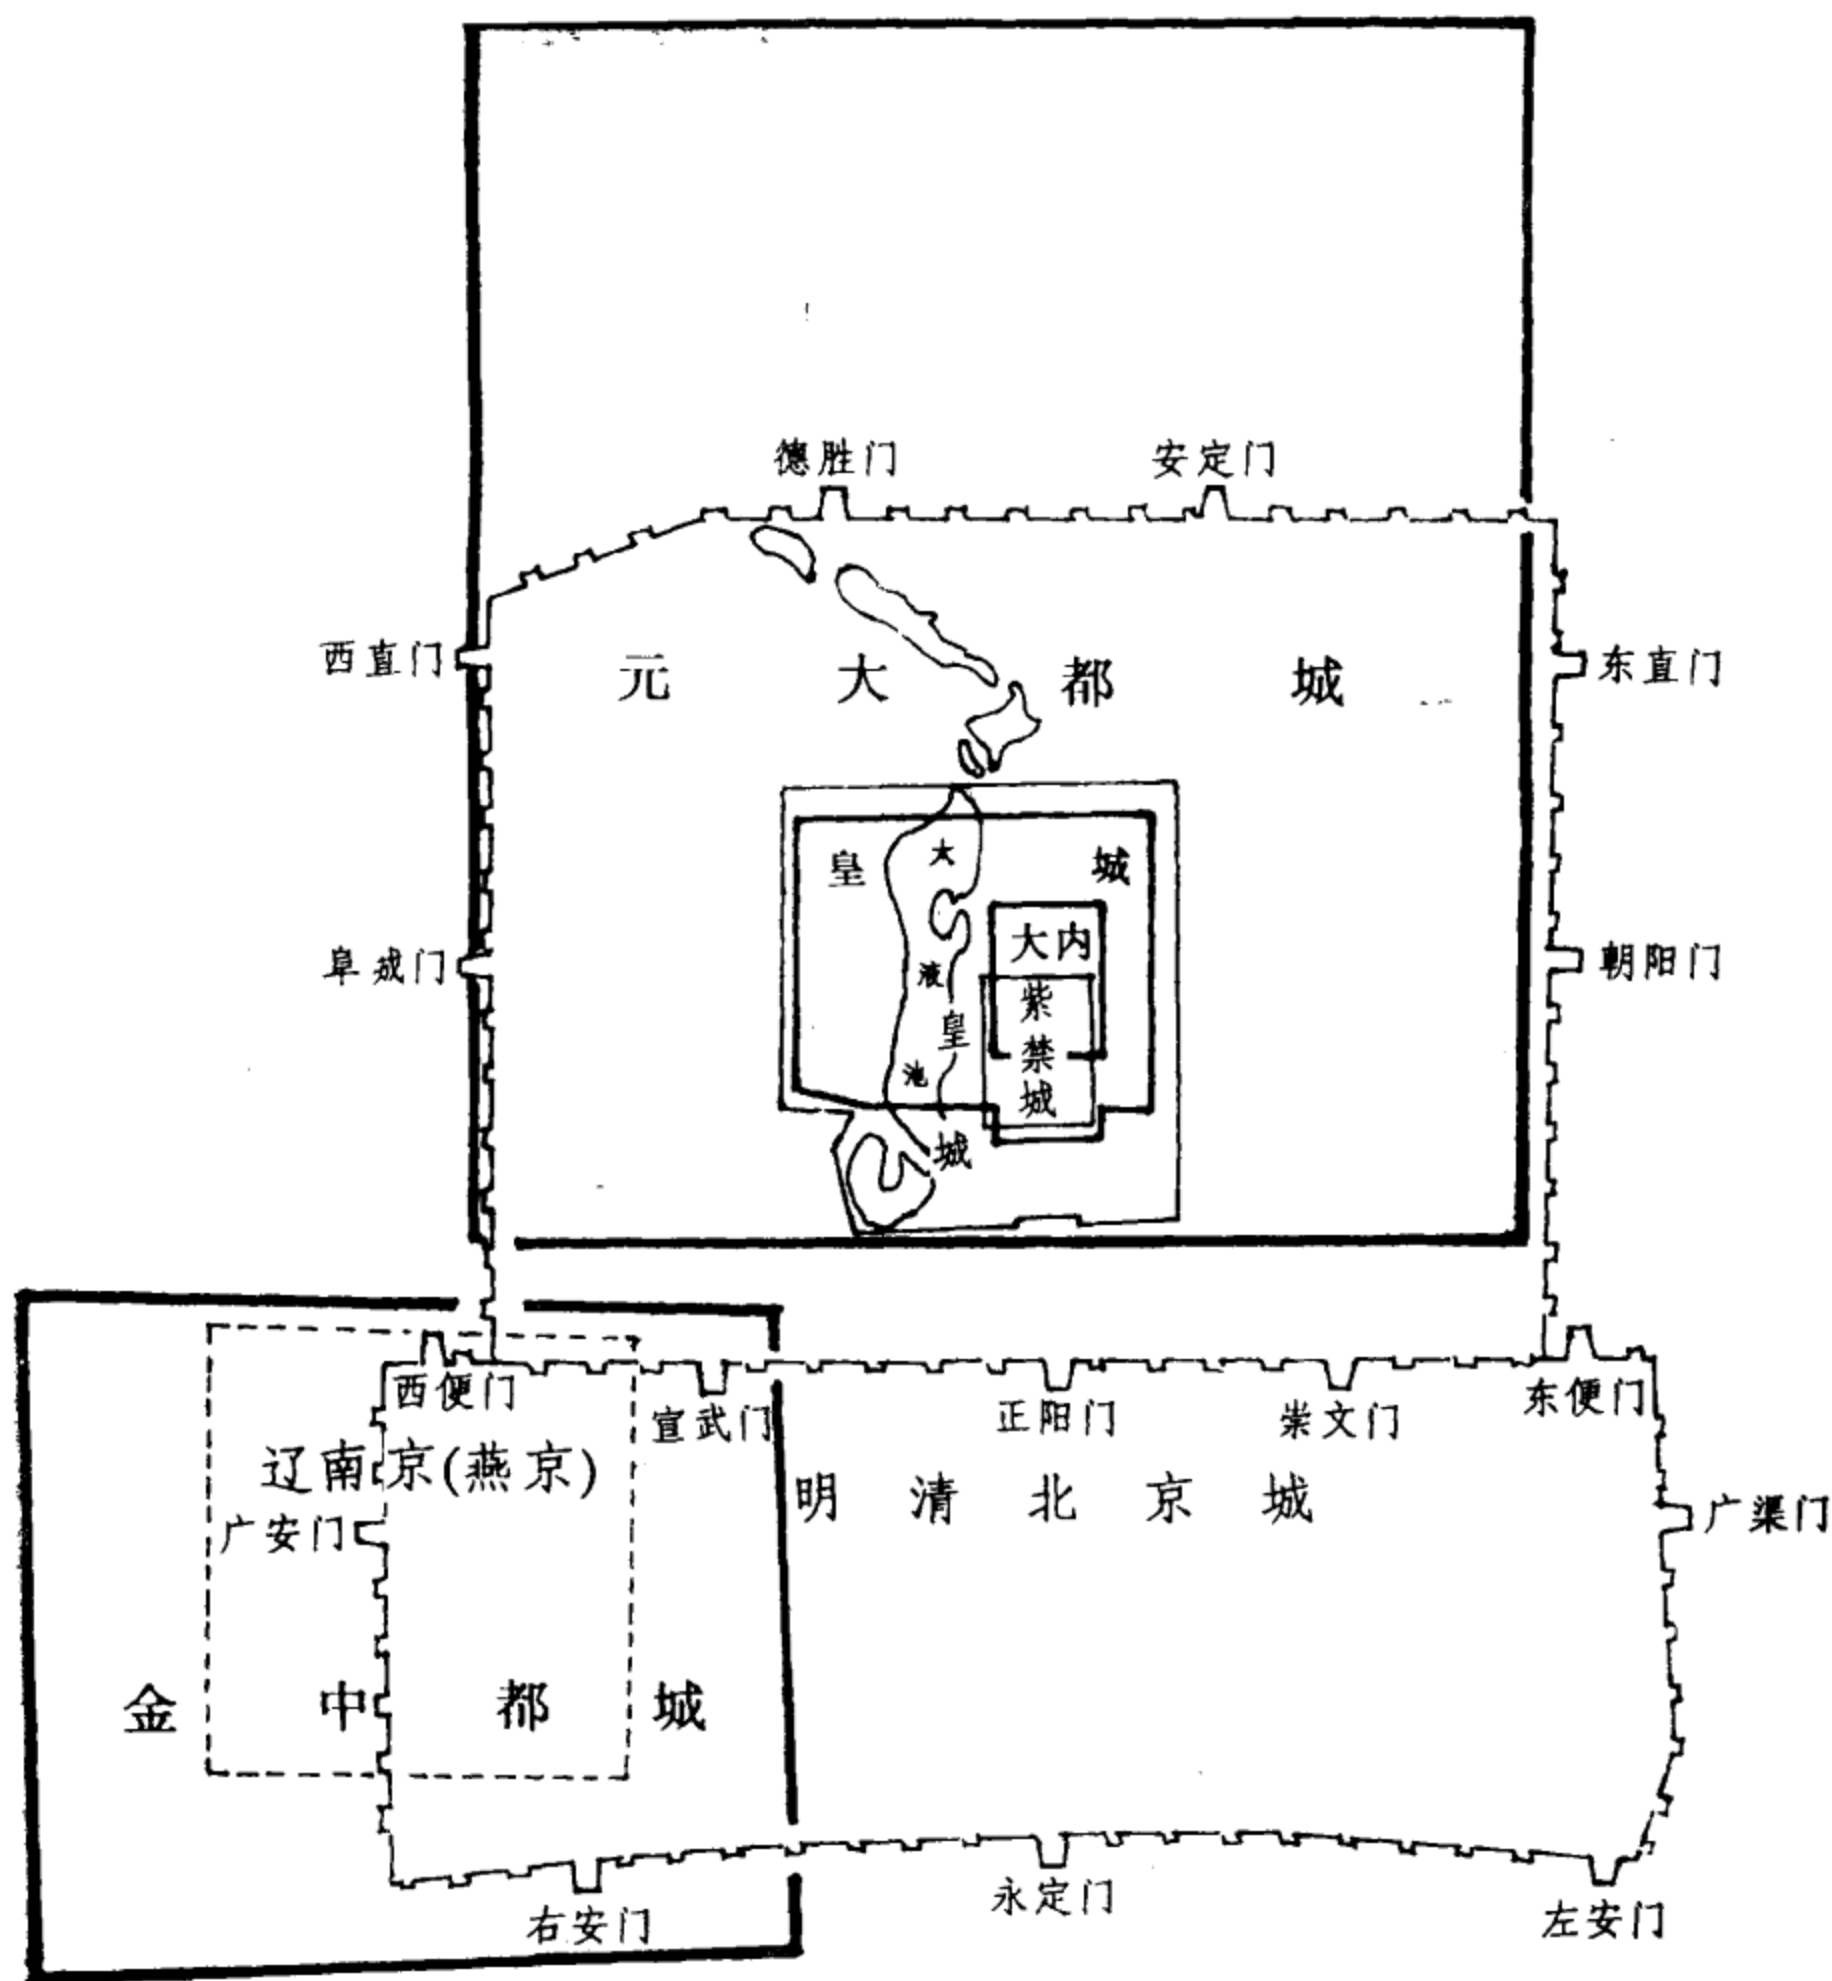 德胜门
安定门
西直门
元大都城
东直门
皇城
太液池
大内
紫禁城
皇城
阜成门
朝阳门
西便门
宣武门
正阳门
崇文门
东便门
辽南京(燕京)
明清北京城
广安门
广渠门
金中都城
右安门
永定门
左安门